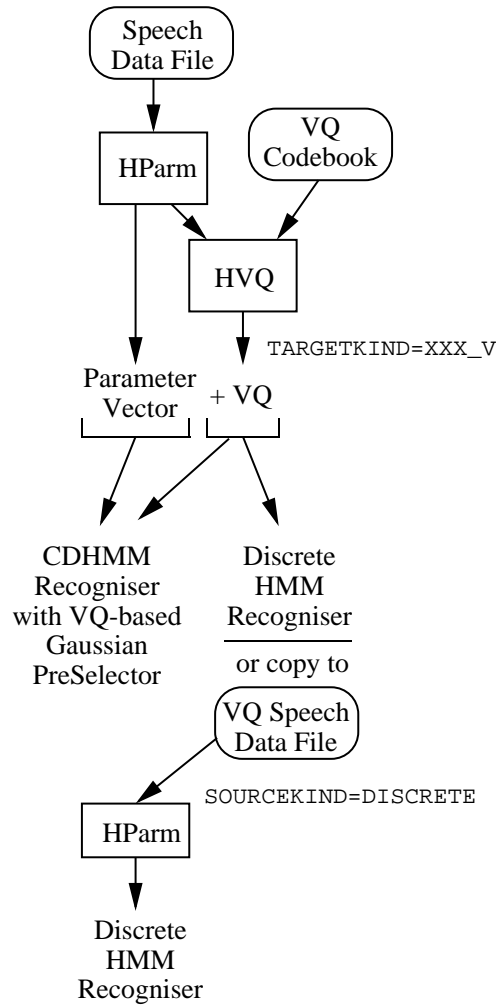 Speech
Data File
VQ
Codebook
HParm
HVQ
TARGETKIND=XXX_V
Parameter
Vector
+ VQ
CDHMM
Recogniser
with VQ-based
Gaussian
PreSelector
Discrete
HMM
Recogniser
or copy to
VQ Speech
Data File
SOURCEKIND=DISCRETE
HParm
Discrete
HMM
Recogniser